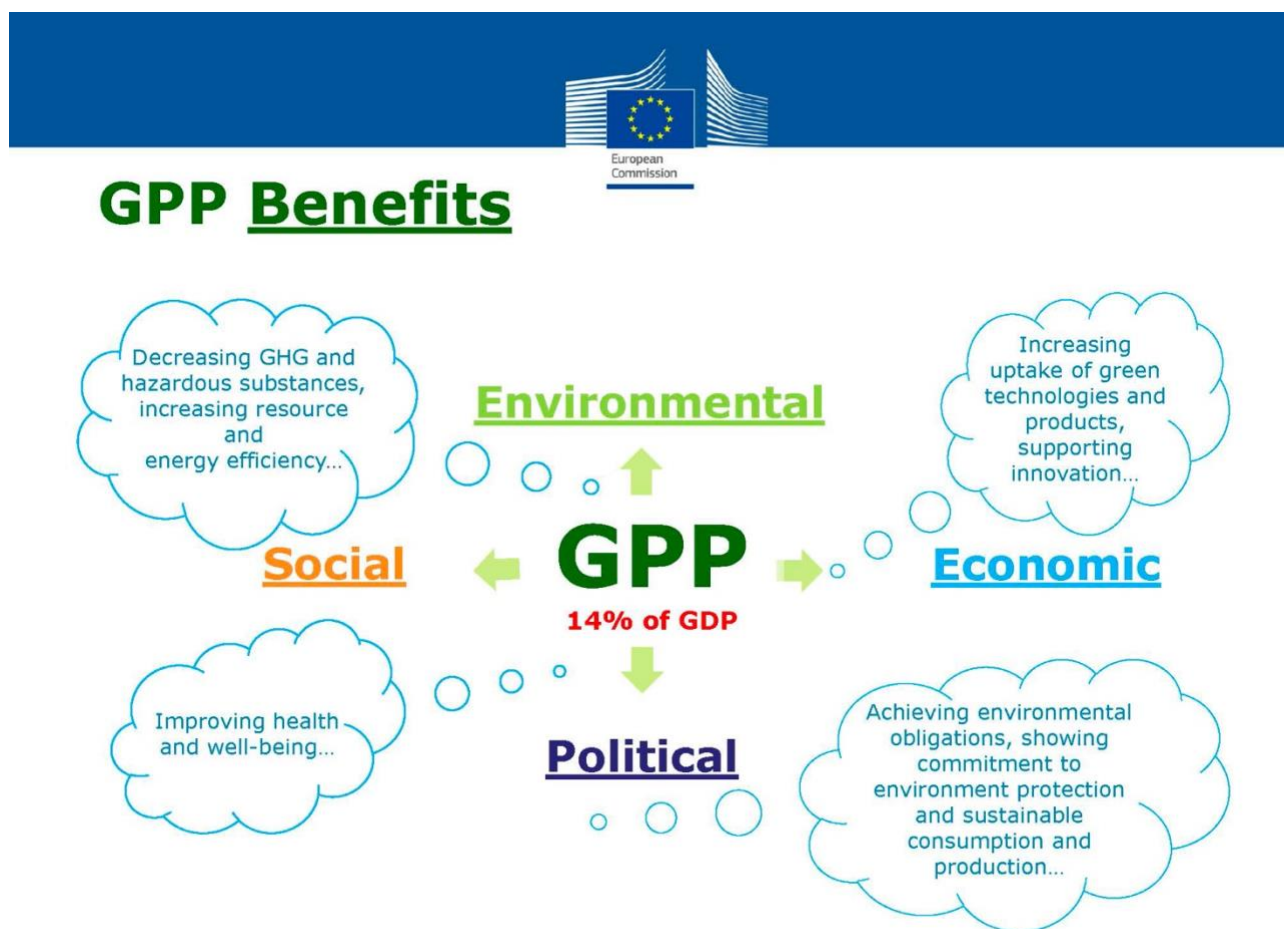 European
Commission
GPP Benefits
Decreasing GHG and
hazardous substances,
increasing resource
and
energy efficiency...
Environmental
Increasing
uptake of green
technologies and
products,
supporting
innovation...
Social
GPP
Economic
14% of GDP
Improving health
and well-being...
Political
Achieving environmental
obligations, showing
commitment to
environment protection
and sustainable
consumption and
production...